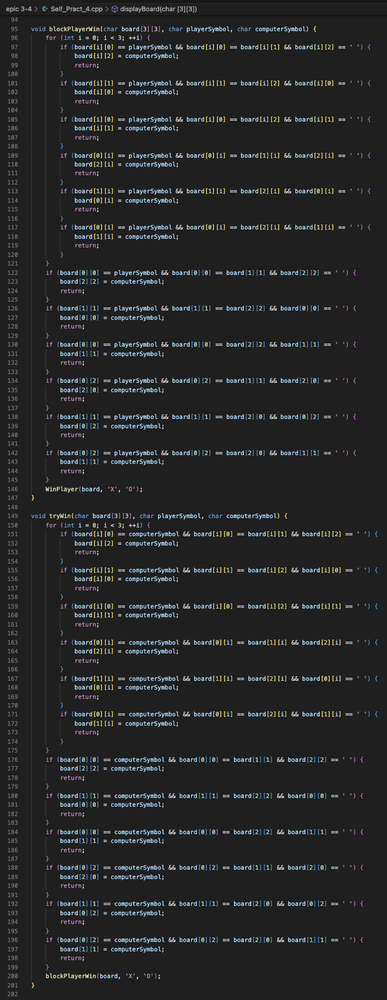 epic 3-4 > Self_Pract_4.cpp > displayBoard(char [3][3])
94
95 void blockPlayerWin(char board[3][3], char playerSymbol, char computerSymbol) {
96     for (int i = 0; i < 3; ++i) {
97         if (board[i][0] == playerSymbol && board[i][0] == board[i][1] && board[i][2] == ' ') {
98             board[i][2] = computerSymbol;
99             return;
100         }
101         if (board[i][1] == playerSymbol && board[i][1] == board[i][2] && board[i][0] == ' ') {
102             board[i][0] = computerSymbol;
103             return;
104         }
105         if (board[i][0] == playerSymbol && board[i][0] == board[i][2] && board[i][1] == ' ') {
106             board[i][1] = computerSymbol;
107             return;
108         }
109         if (board[0][i] == playerSymbol && board[0][i] == board[1][i] && board[2][i] == ' ') {
110             board[2][i] = computerSymbol;
111             return;
112         }
113         if (board[1][i] == playerSymbol && board[1][i] == board[2][i] && board[0][i] == ' ') {
114             board[0][i] = computerSymbol;
115             return;
116         }
117         if (board[0][i] == playerSymbol && board[0][i] == board[2][i] && board[1][i] == ' ') {
118             board[1][i] = computerSymbol;
119             return;
120         }
121     }
122     if (board[0][0] == playerSymbol && board[0][0] == board[1][1] && board[2][2] == ' ') {
123         board[2][2] = computerSymbol;
124         return;
125     }
126     if (board[1][1] == playerSymbol && board[1][1] == board[2][2] && board[0][0] == ' ') {
127         board[0][0] = computerSymbol;
128         return;
129     }
130     if (board[0][0] == playerSymbol && board[0][0] == board[2][2] && board[1][1] == ' ') {
131         board[1][1] = computerSymbol;
132         return;
133     }
134     if (board[0][2] == playerSymbol && board[0][2] == board[1][1] && board[2][0] == ' ') {
135         board[2][0] = computerSymbol;
136         return;
137     }
138     if (board[1][1] == playerSymbol && board[1][1] == board[2][0] && board[0][2] == ' ') {
139         board[0][2] = computerSymbol;
140         return;
141     }
142     if (board[0][2] == playerSymbol && board[0][2] == board[2][0] && board[1][1] == ' ') {
143         board[1][1] = computerSymbol;
144         return;
145     }
146     WinPlayer(board, 'X', 'O');
147 }
148
149 void tryWin(char board[3][3], char playerSymbol, char computerSymbol) {
150     for (int i = 0; i < 3; ++i) {
151         if (board[i][0] == computerSymbol && board[i][0] == board[i][1] && board[i][2] == ' ') {
152             board[i][2] = computerSymbol;
153             return;
154         }
155         if (board[i][1] == computerSymbol && board[i][1] == board[i][2] && board[i][0] == ' ') {
156             board[i][0] = computerSymbol;
157             return;
158         }
159         if (board[i][0] == computerSymbol && board[i][0] == board[i][2] && board[i][1] == ' ') {
160             board[i][1] = computerSymbol;
161             return;
162         }
163         if (board[0][i] == computerSymbol && board[0][i] == board[1][i] && board[2][i] == ' ') {
164             board[2][i] = computerSymbol;
165             return;
166         }
167         if (board[1][i] == computerSymbol && board[1][i] == board[2][i] && board[0][i] == ' ') {
168             board[0][i] = computerSymbol;
169             return;
170         }
171         if (board[0][i] == computerSymbol && board[0][i] == board[2][i] && board[1][i] == ' ') {
172             board[1][i] = computerSymbol;
173             return;
174         }
175     }
176     if (board[0][0] == computerSymbol && board[0][0] == board[1][1] && board[2][2] == ' ') {
177         board[2][2] = computerSymbol;
178         return;
179     }
180     if (board[1][1] == computerSymbol && board[1][1] == board[2][2] && board[0][0] == ' ') {
181         board[0][0] = computerSymbol;
182         return;
183     }
184     if (board[0][0] == computerSymbol && board[0][0] == board[2][2] && board[1][1] == ' ') {
185         board[1][1] = computerSymbol;
186         return;
187     }
188     if (board[0][2] == computerSymbol && board[0][2] == board[1][1] && board[2][0] == ' ') {
189         board[2][0] = computerSymbol;
190         return;
191     }
192     if (board[1][1] == computerSymbol && board[1][1] == board[2][0] && board[0][2] == ' ') {
193         board[0][2] = computerSymbol;
194         return;
195     }
196     if (board[0][2] == computerSymbol && board[0][2] == board[2][0] && board[1][1] == ' ') {
197         board[1][1] = computerSymbol;
198         return;
199     }
200     blockPlayerWin(board, 'X', 'O');
201 }
202